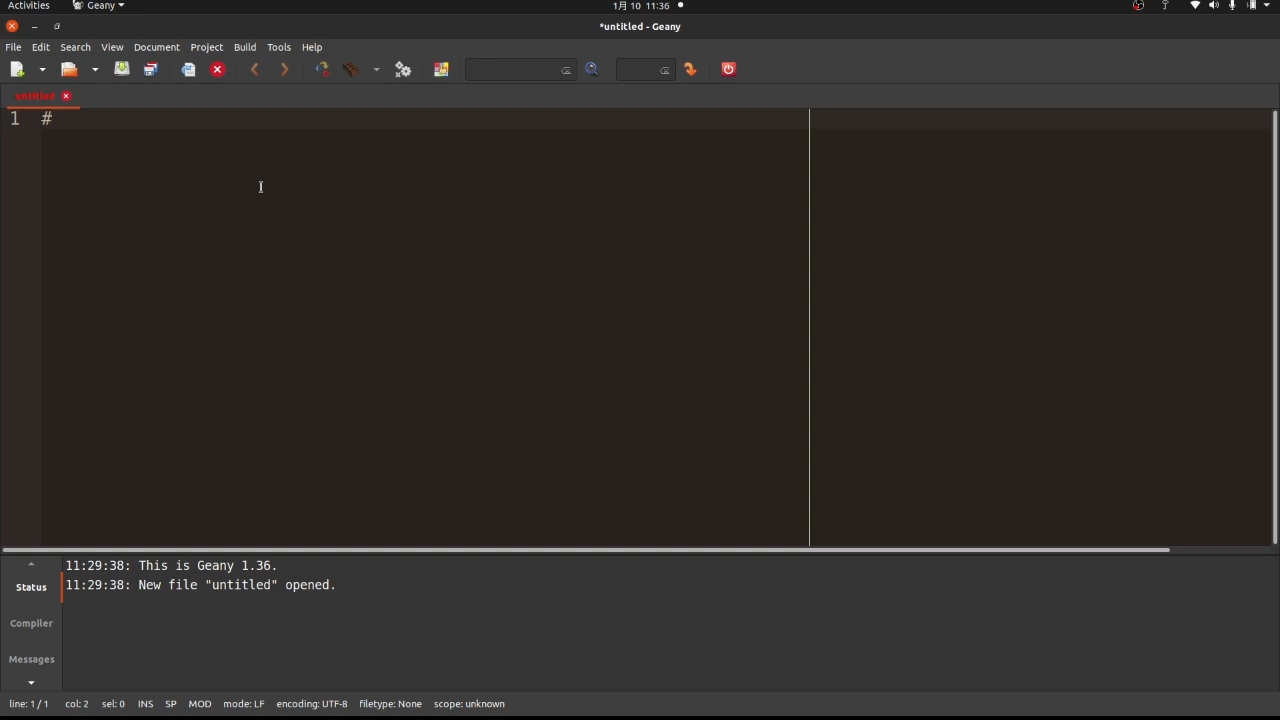 Activities Geany 1月 10 11:36
*untitled - Geany
File Edit Search View Document Project Build Tools Help
untitled
1 #
11:29:38: This is Geany 1.36.
Status 11:29:38: New file "untitled" opened.
Compiler
Messages
line: 1 / 1 col: 2 sel: 0 INS SP MOD mode: LF encoding: UTF-8 filetype: None scope: unknown